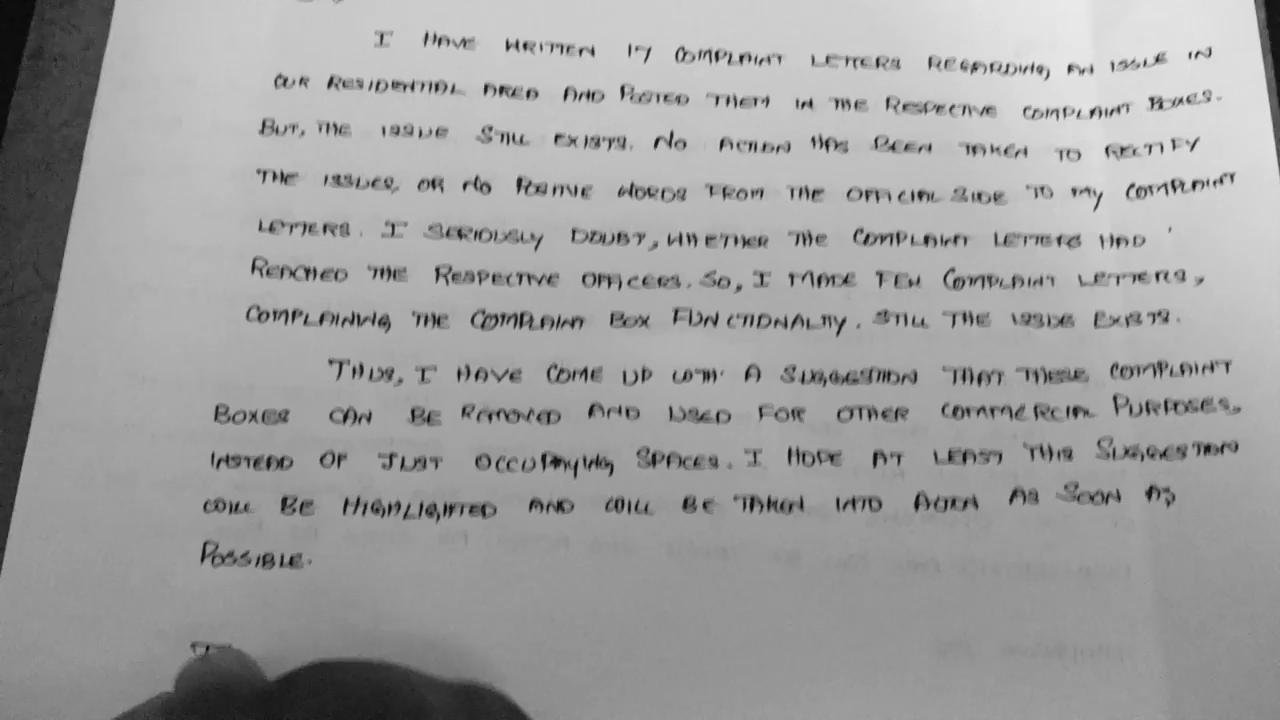 I HAVE WRITTEN 17 COMPLAINT LETTERS REGARDING AN ISSUE IN
OUR RESIDENTIAL AREA AND POSTED THEM IN THE RESPECTIVE COMPLAINT BOXES.
BUT, THE ISSUE STILL EXISTS. NO ACTION HAS BEEN TAKEN TO RECTIFY
THE ISSUES, OR NO POSITIVE WORDS FROM THE OFFICIAL SIDE TO MY COMPLAINT
LETTERS. I SERIOUSLY DOUBT, WHETHER THE COMPLAINT LETTERS HAD
REACHED THE RESPECTIVE OFFICERS. SO, I MADE FEW COMPLAINT LETTERS,
COMPLAINING THE COMPLAINT BOX FUNCTIONALITY. STILL THE ISSUE EXISTS.
THUS, I HAVE COME UP WITH A SUGGESTION THAT THESE COMPLAINT
BOXES CAN BE REMOVED AND USED FOR OTHER COMMERCIAL PURPOSES,
INSTEAD OF JUST OCCUPAYING SPACES. I HOPE AT LEAST THIS SUGGESTION
WILL BE HIGHLIGHTED AND WILL BE TAKEN INTO ACTION AS SOON AS
POSSIBLE.